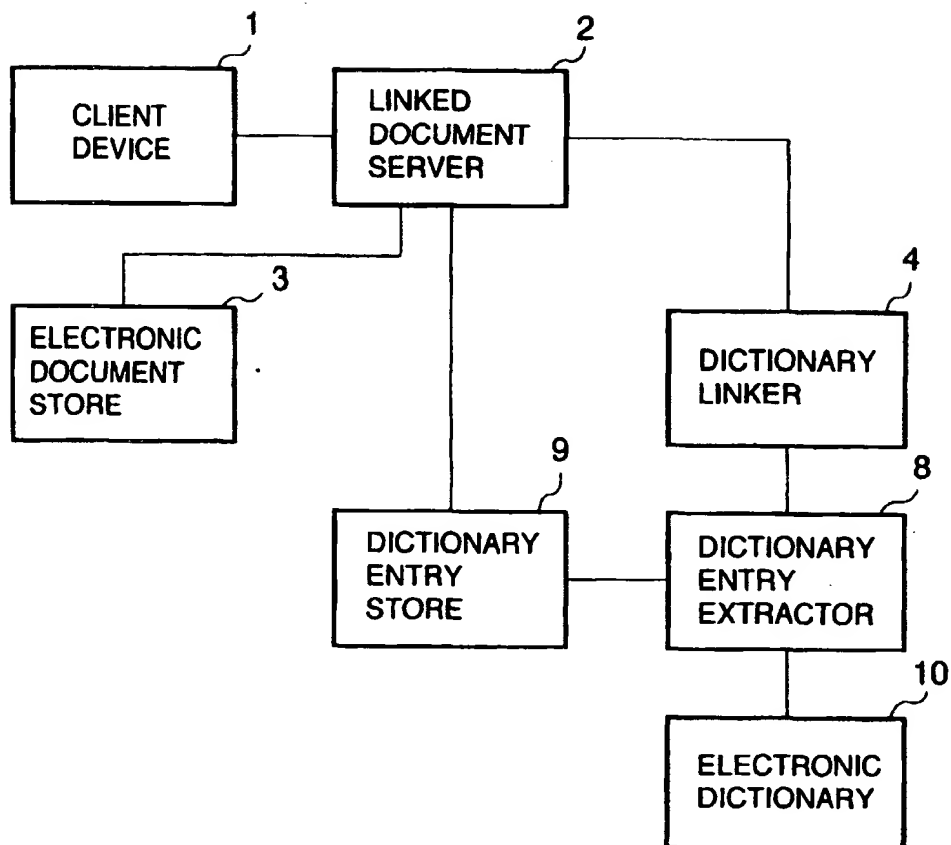 1
CLIENT
DEVICE
2
LINKED
DOCUMENT
SERVER
3
ELECTRONIC
DOCUMENT
STORE
4
DICTIONARY
LINKER
9
DICTIONARY
ENTRY
STORE
8
DICTIONARY
ENTRY
EXTRACTOR
10
ELECTRONIC
DICTIONARY